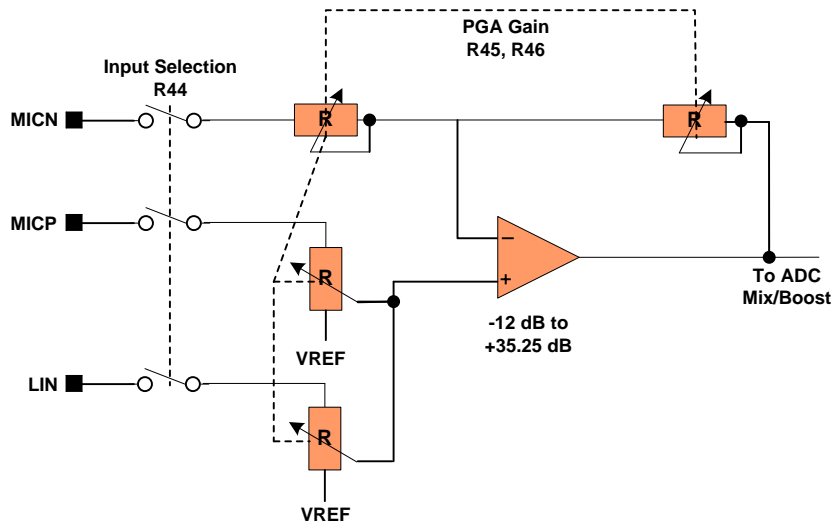 PGA Gain
R45, R46
Input Selection
R44
MICN
R
R
MICP
R
VREF
−
+
-12 dB to
+35.25 dB
To ADC
Mix/Boost
LIN
R
VREF